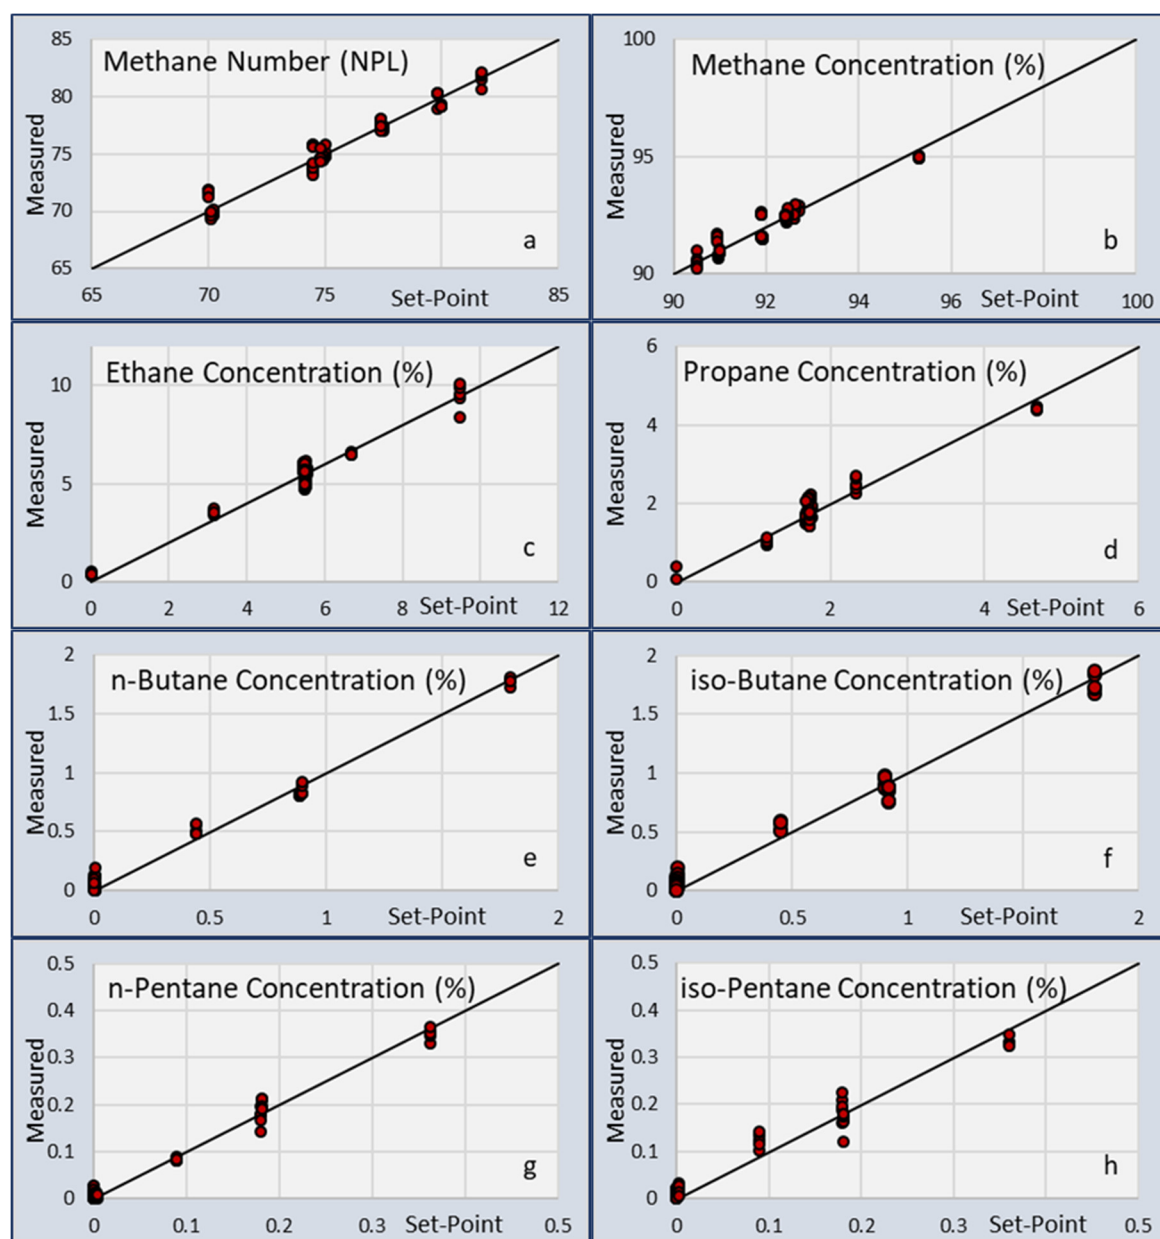 85
Methane Number (NPL)
80
75
70
65
Measured
a
65 70 75 Set-Point 85
100
Methane Concentration (%)
95
90
Measured
b
90 92 94 96 Set-Point 100
Ethane Concentration (%)
10
5
0
Measured
c
0 2 4 6 8 Set-Point 12
6
Propane Concentration (%)
4
2
0
Measured
d
0 2 4 Set-Point 6
2
n-Butane Concentration (%)
1.5
1
0.5
0
Measured
e
0 0.5 1 Set-Point 2
2
iso-Butane Concentration (%)
1.5
1
0.5
0
Measured
f
0 0.5 1 Set-Point 2
0.5
n-Pentane Concentration (%)
0.4
0.3
0.2
0.1
0
Measured
g
0 0.1 0.2 0.3 Set-Point 0.5
0.5
iso-Pentane Concentration (%)
0.4
0.3
0.2
0.1
0
Measured
h
0 0.1 0.2 0.3 Set-Point 0.5